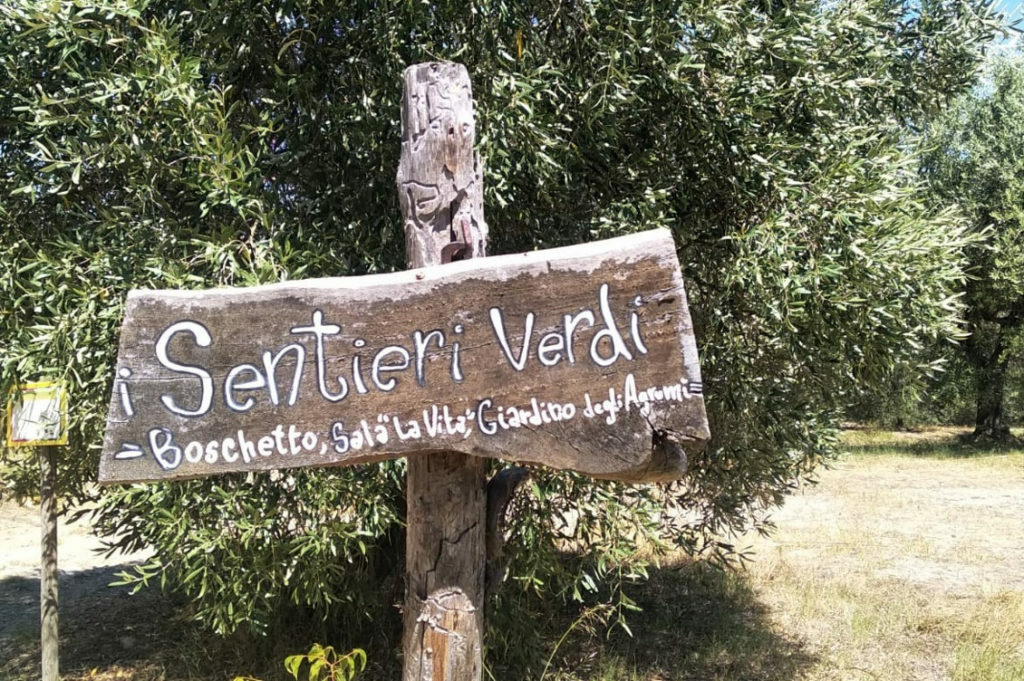 i Sentieri Verdi
= Boschetto, Sala "La Vita", Giardino degli Agrumi =